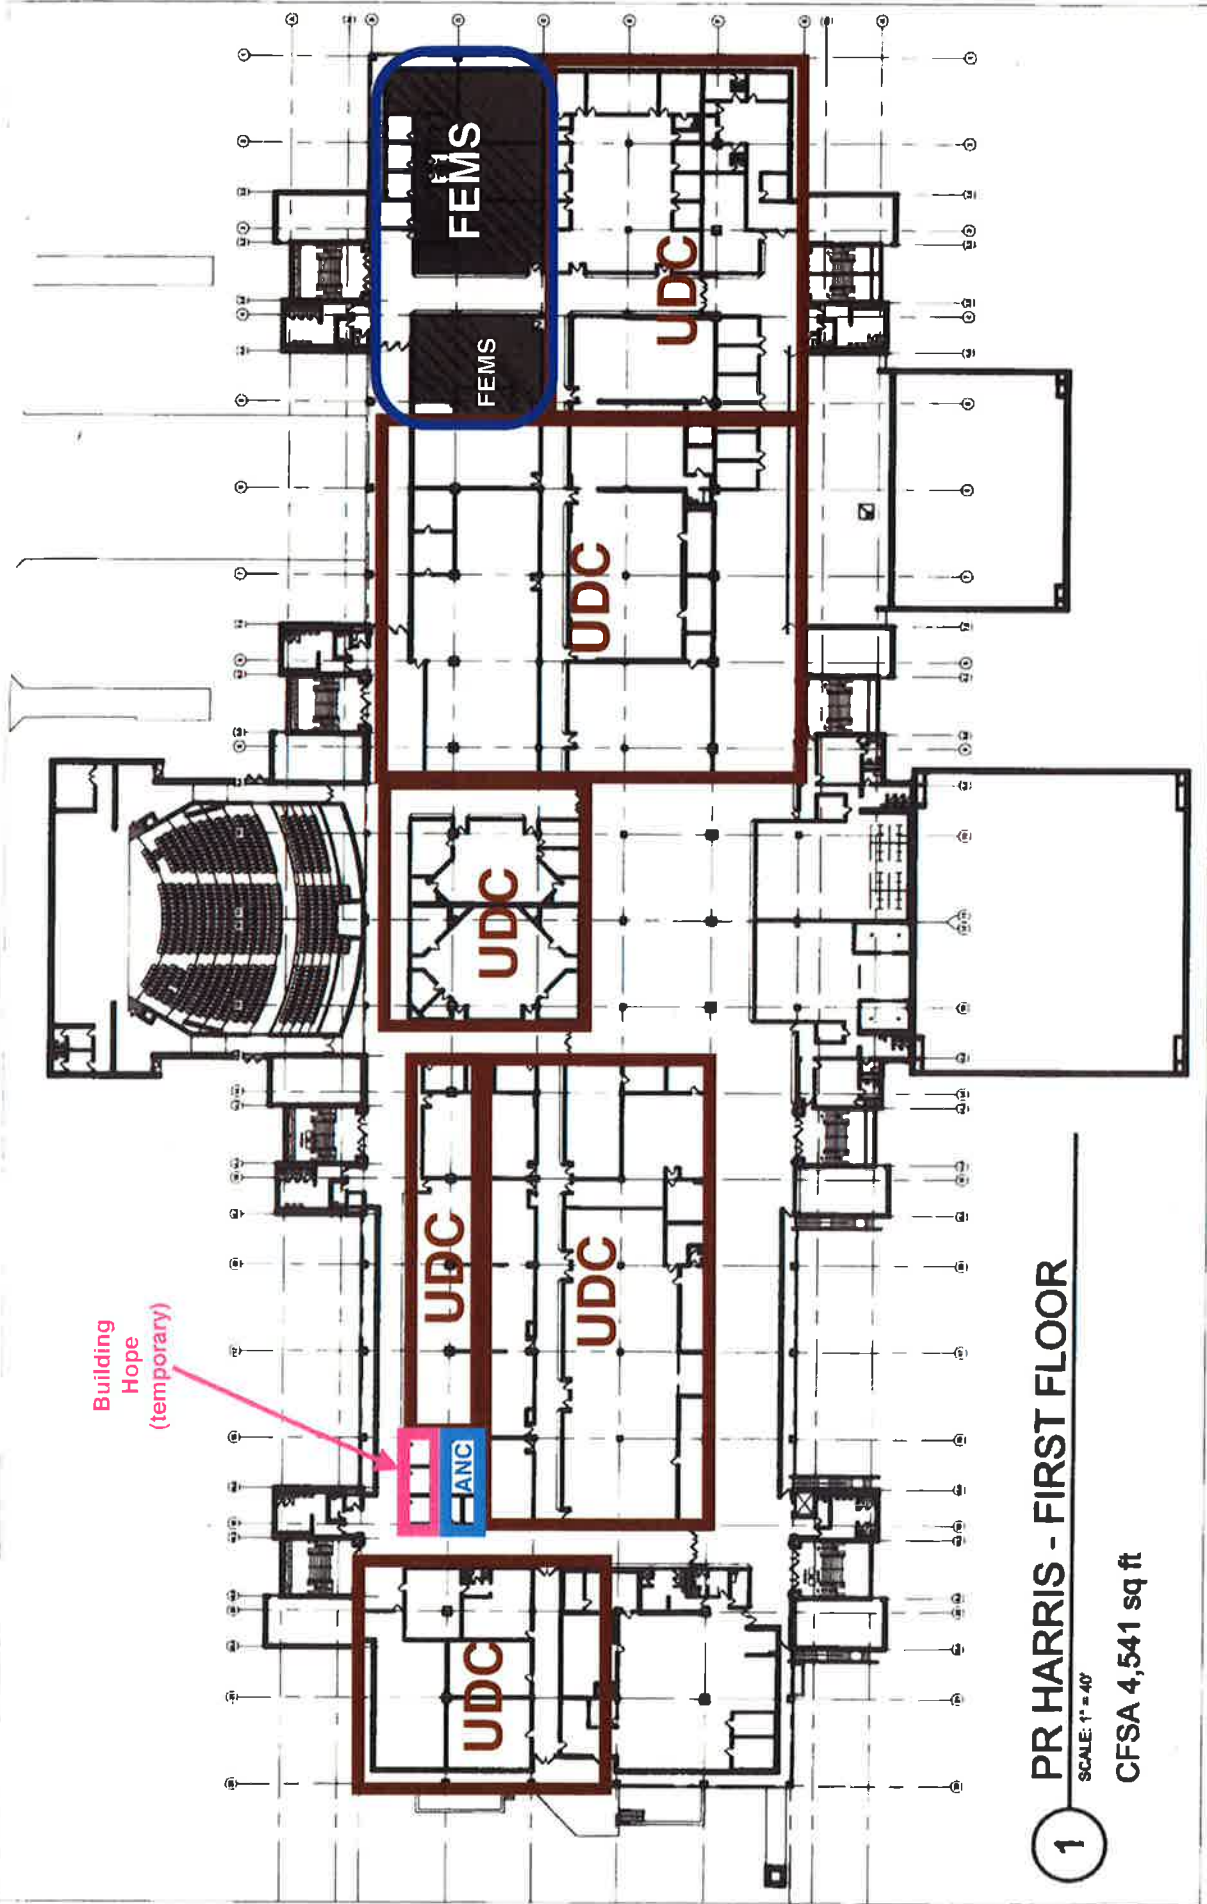 Building
Hope
(temporary)
UDC
UDC
ANC
UDC
UDC
UDC
UDC
FEMS
FEMS
1
PR HARRIS - FIRST FLOOR
SCALE: 1" = 40'
CFSA 4,541 sq ft